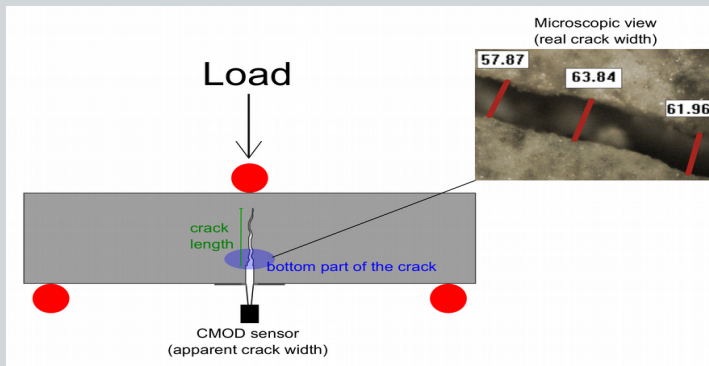 Microscopic view
(real crack width)
57.87
63.84
61.96
Load
crack
length
bottom part of the crack
CMOD sensor
(apparent crack width)